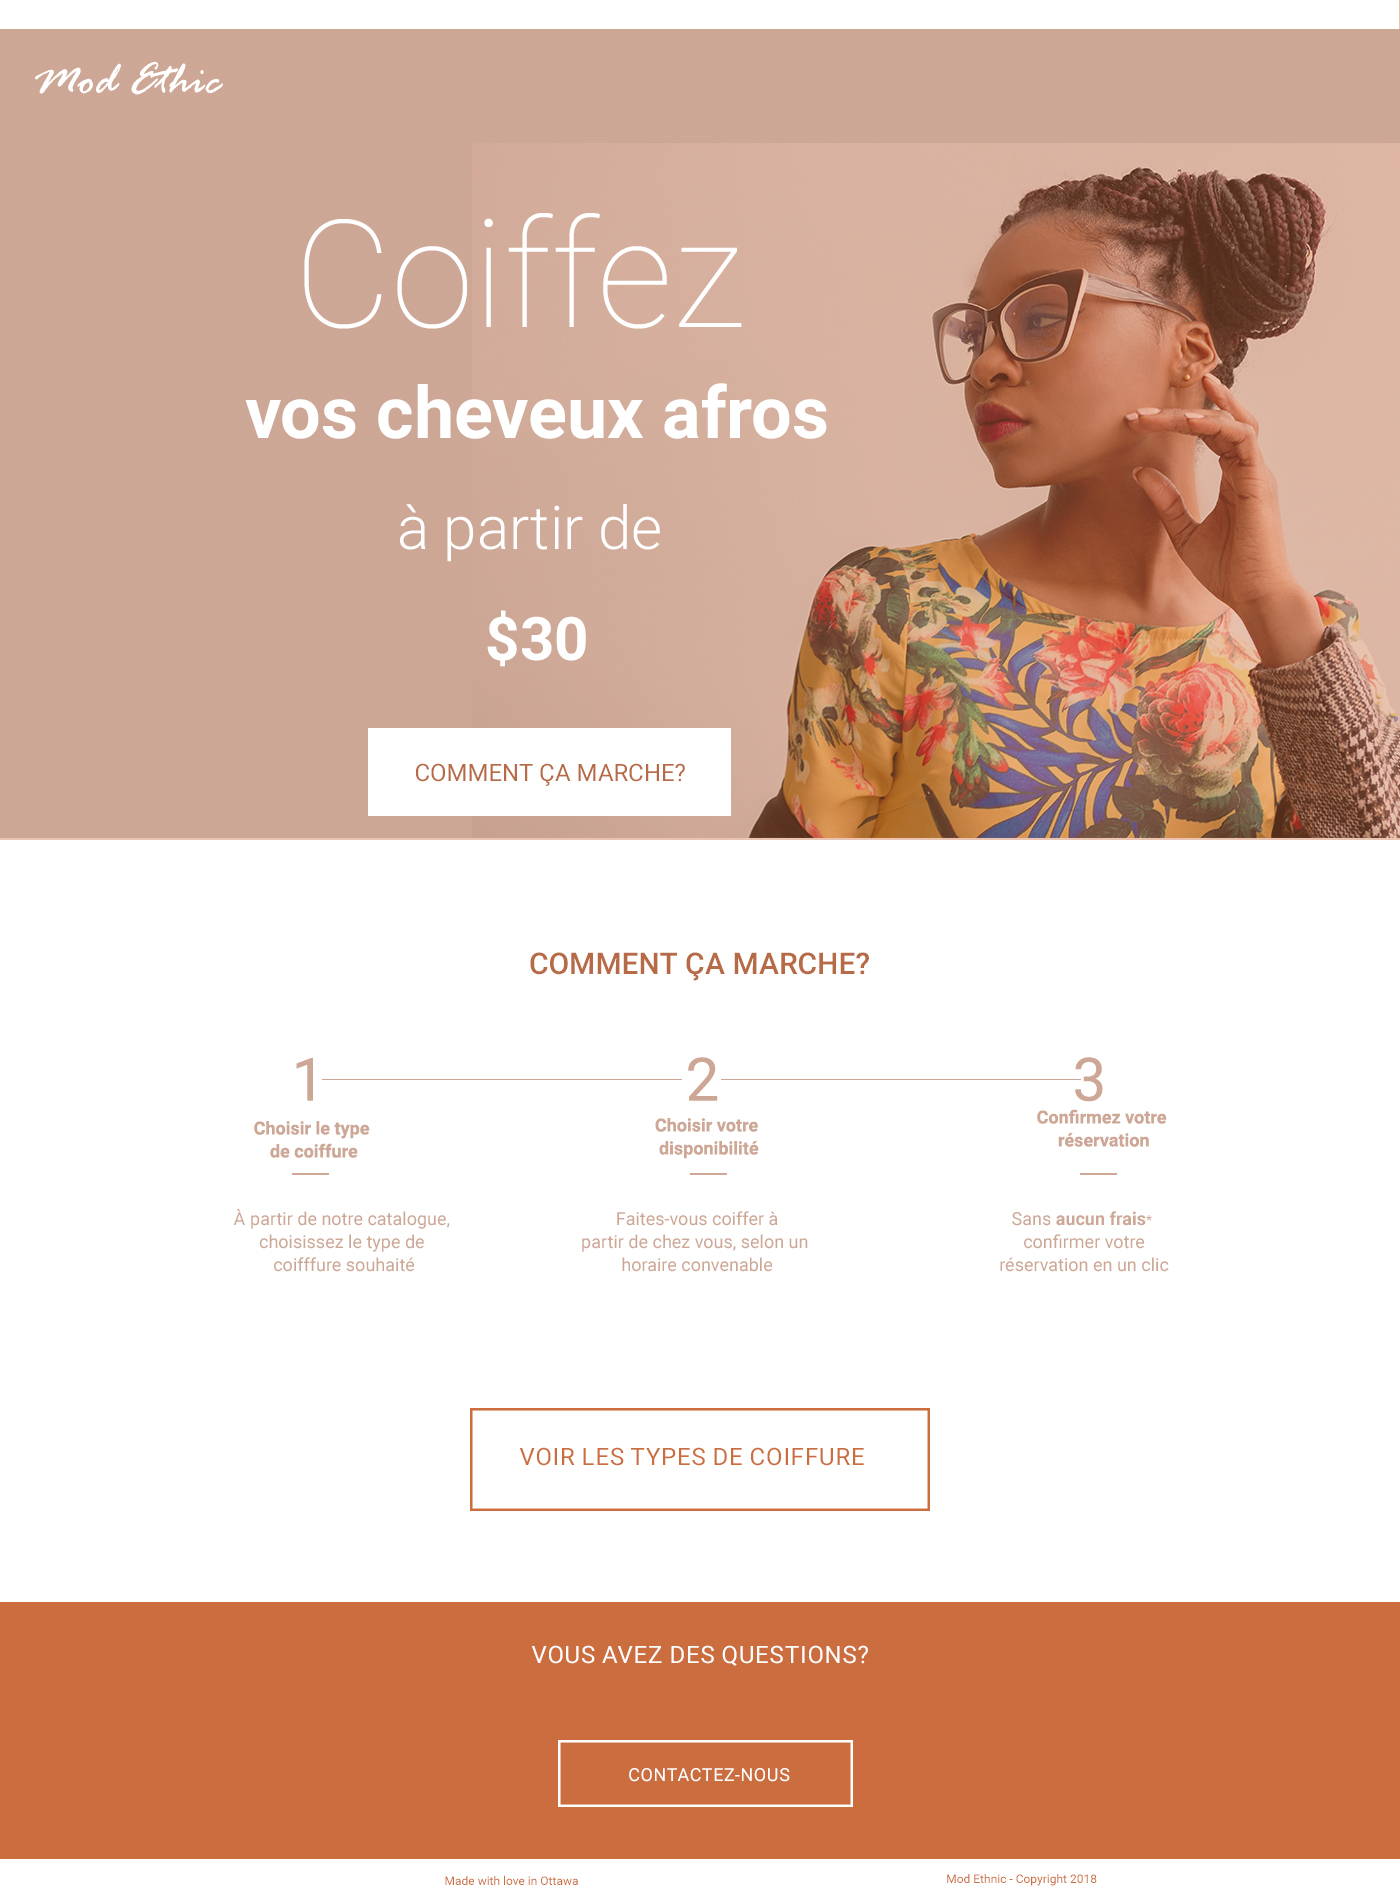 Mod Ethic
Coiffez
vos cheveux afros
à partir de
$30
COMMENT ÇA MARCHE?
COMMENT ÇA MARCHE?
1
Choisir le type
de coiffure
À partir de notre catalogue,
choisissez le type de
coifffure souhaité
2
Choisir votre
disponibilité
Faites-vous coiffer à
partir de chez vous, selon un
horaire convenable
3
Confirmez votre
réservation
Sans aucun frais*
confirmer votre
réservation en un clic
VOIR LES TYPES DE COIFFURE
VOUS AVEZ DES QUESTIONS?
CONTACTEZ-NOUS
Made with love in Ottawa
Mod Ethnic - Copyright 2018